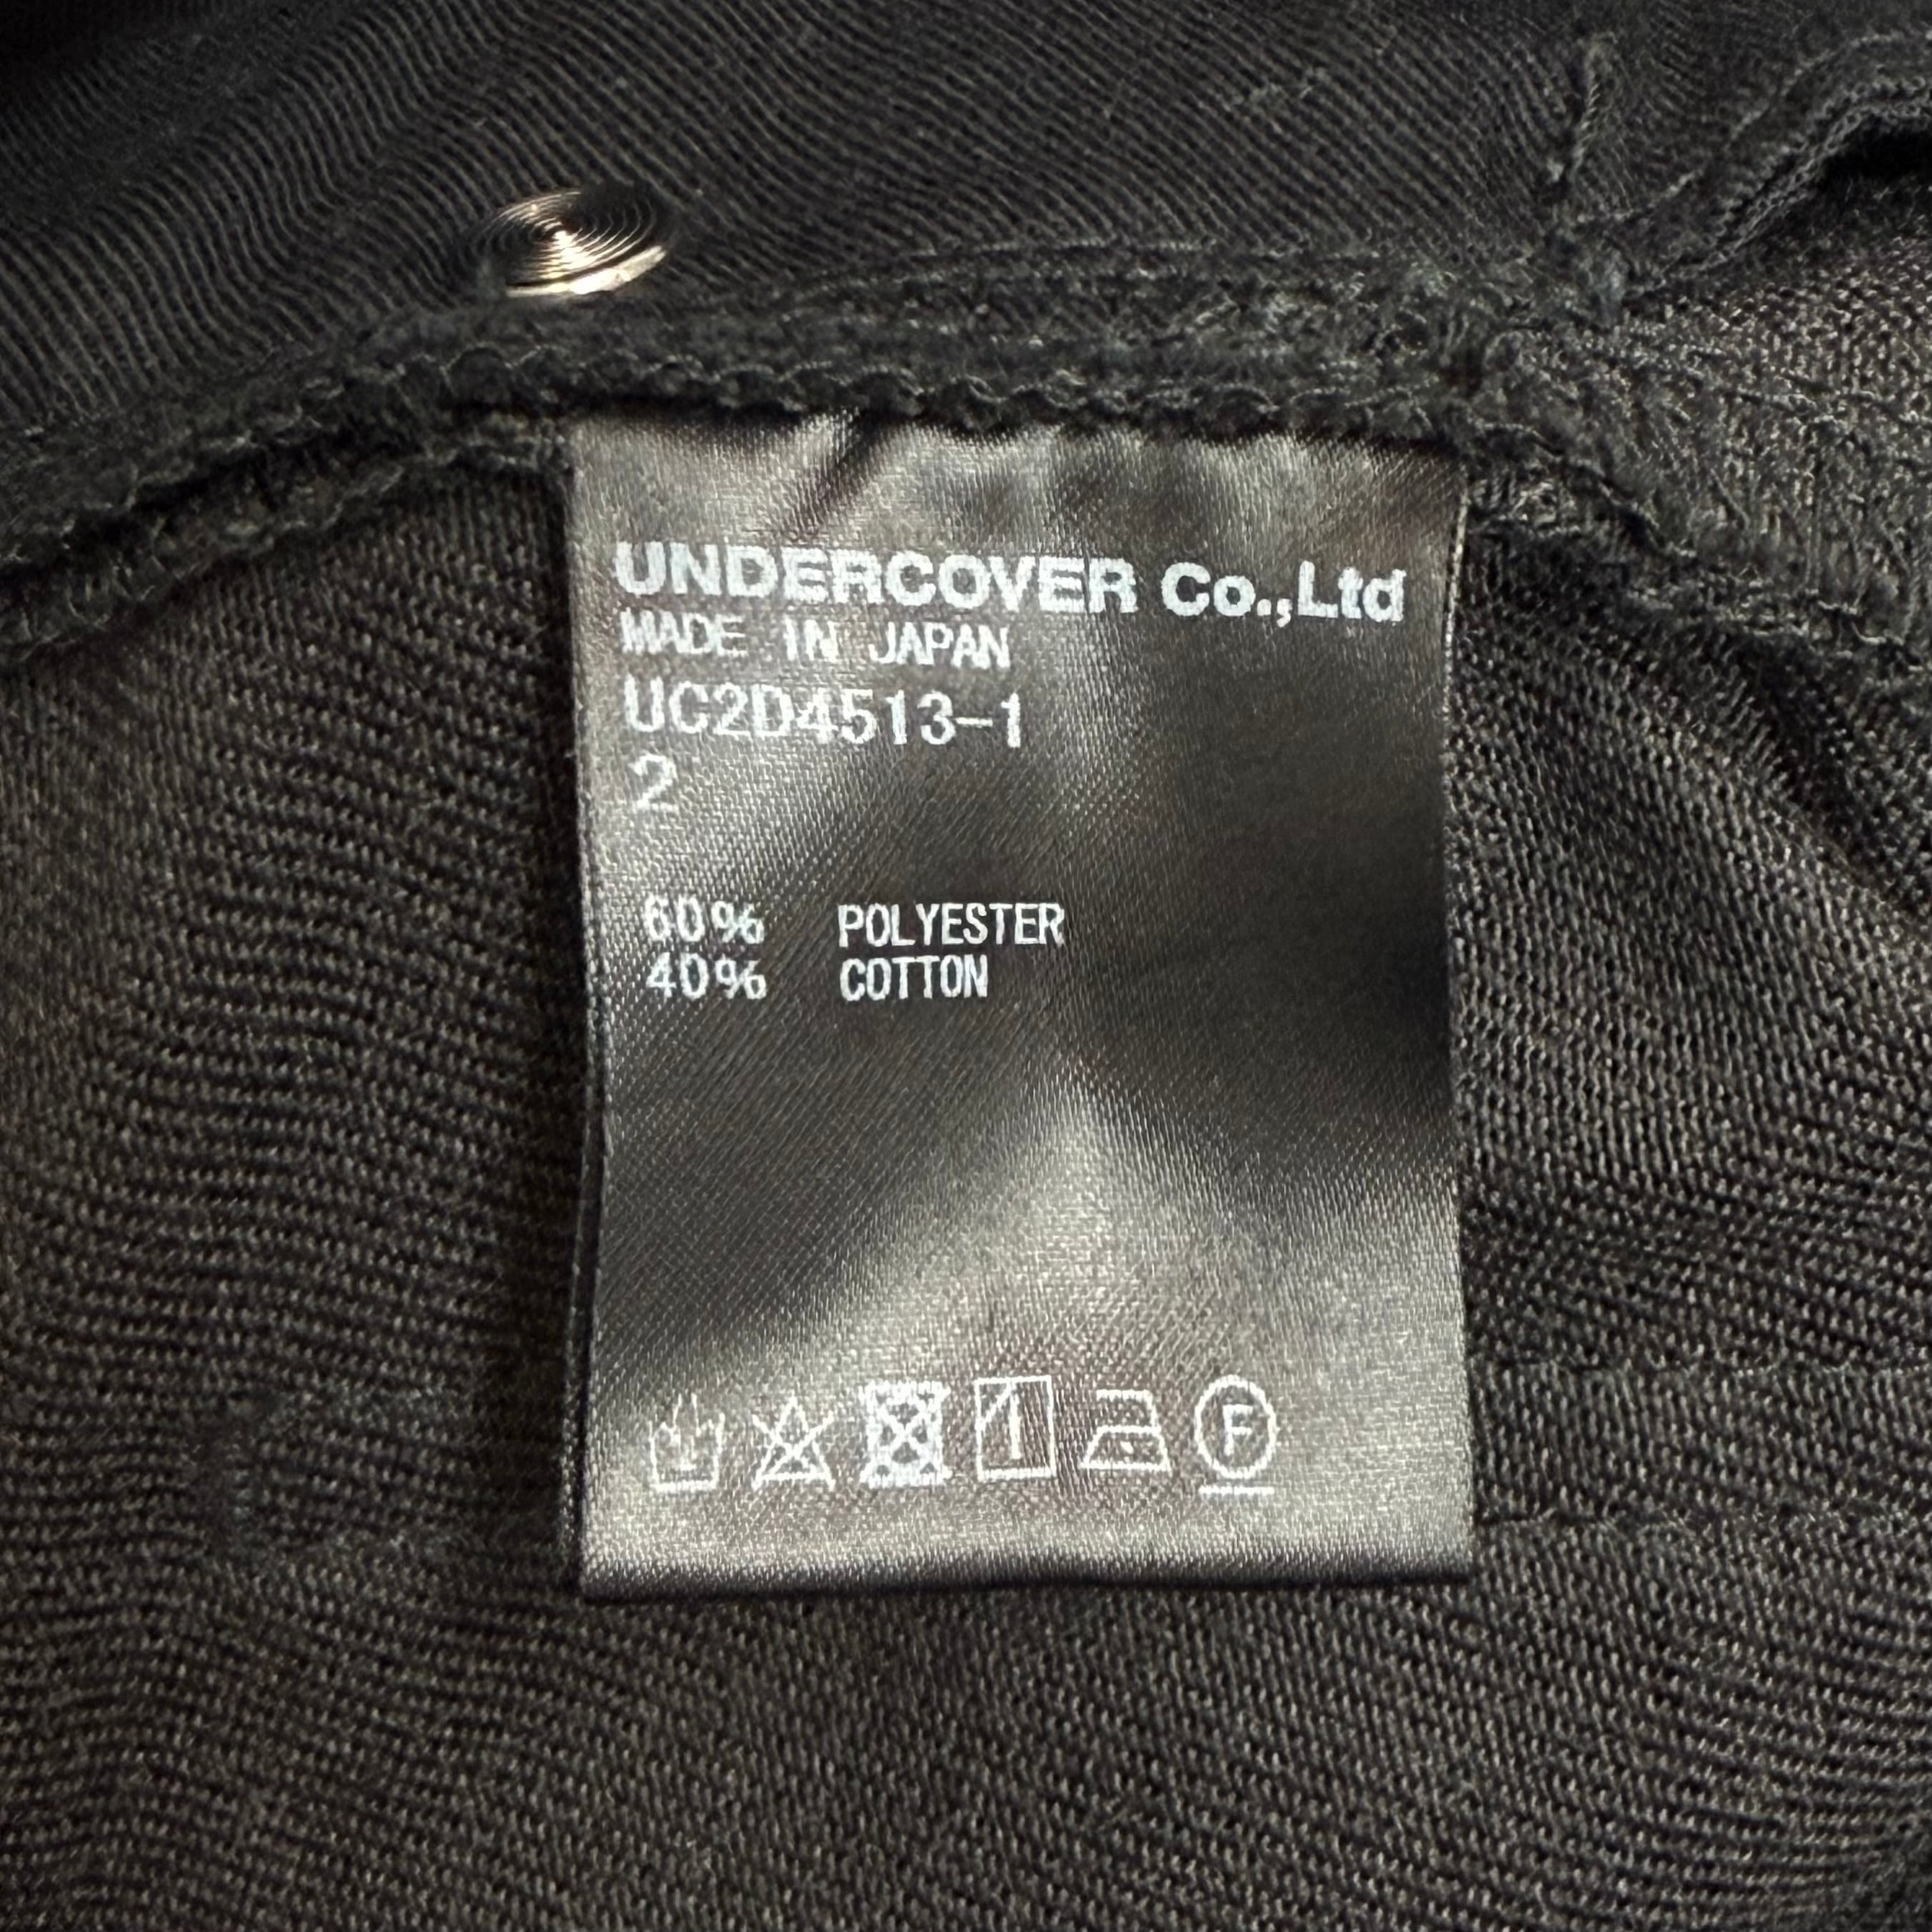 UNDERCOVER Co.,Ltd
MADE IN JAPAN
UC2D4513-1
2
60% POLYESTER
40% COTTON
F